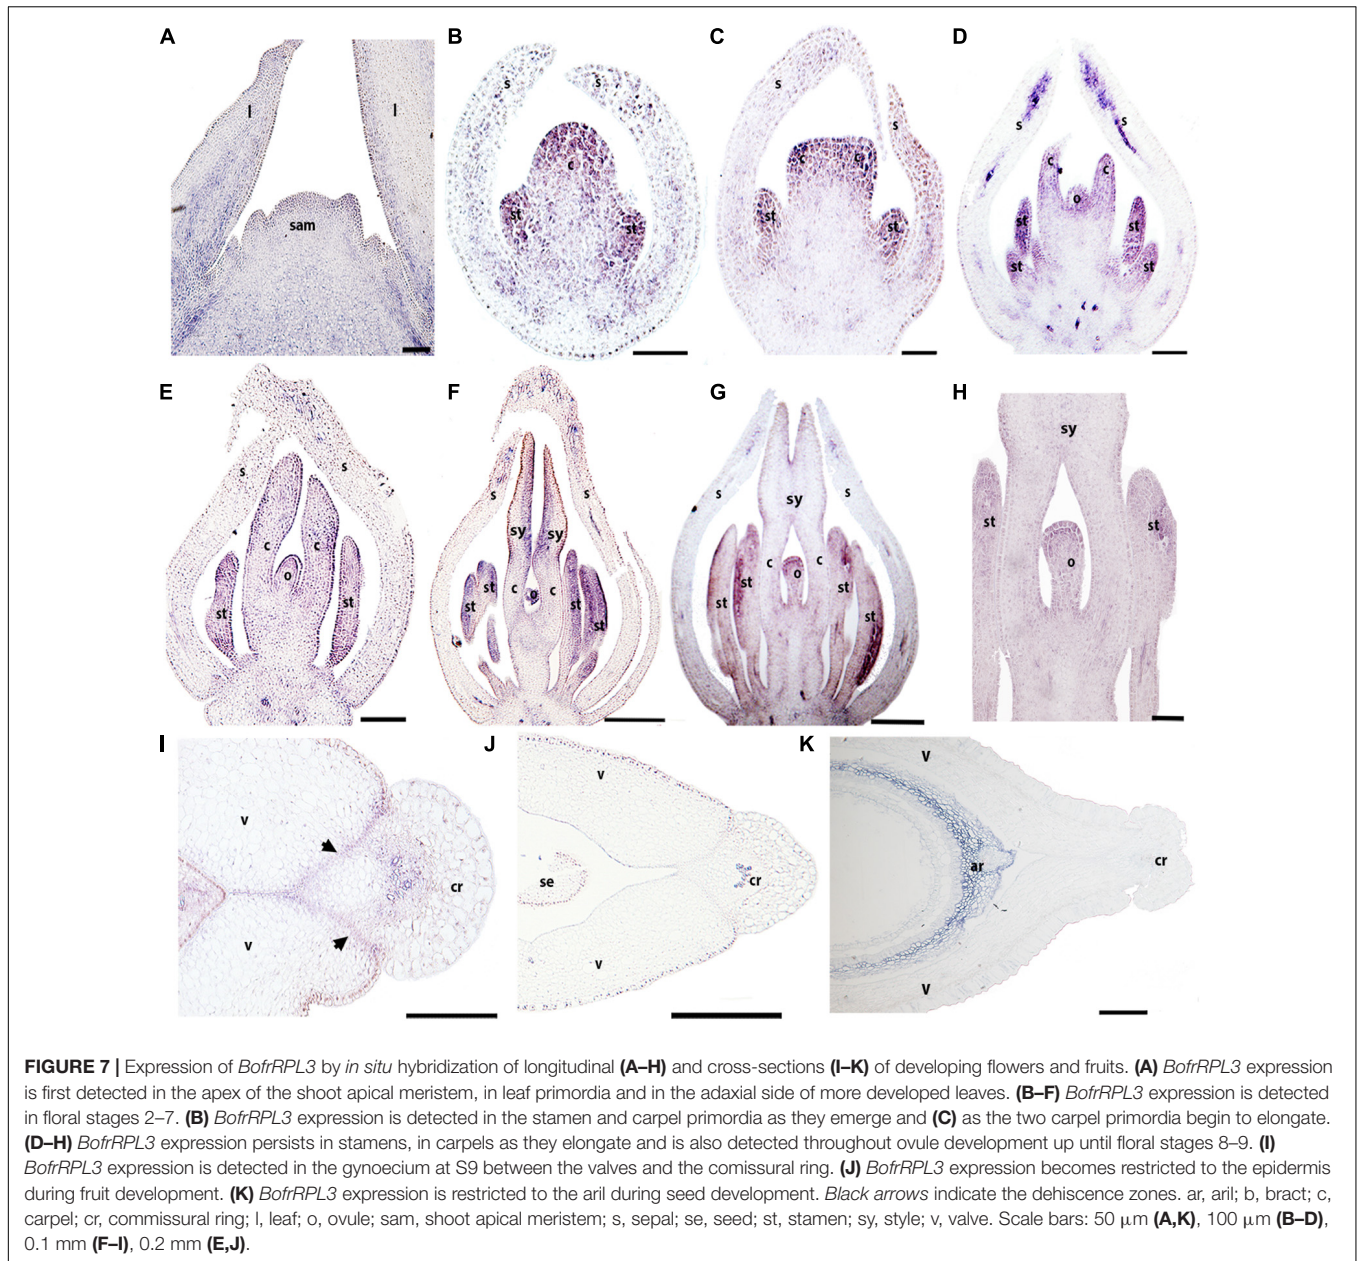 A
B
C
D
l
l
sam
s
s
c
st
st
s
s
c
c
st
st
s
s
c
c
o
st
st
st
st
E
F
G
H
s
s
c
c
o
st
st
s
s
sy
sy
st
st
c
o
c
st
st
s
s
sy
c
o
c
st
st
st
st
sy
st
st
o
I
J
K
v
cr
v
v
se
cr
v
v
ar
cr
v
FIGURE 7 | Expression of BofrRPL3 by in situ hybridization of longitudinal (A–H) and cross-sections (I–K) of developing flowers and fruits. (A) BofrRPL3 expression
is first detected in the apex of the shoot apical meristem, in leaf primordia and in the adaxial side of more developed leaves. (B–F) BofrRPL3 expression is detected
in floral stages 2–7. (B) BofrRPL3 expression is detected in the stamen and carpel primordia as they emerge and (C) as the two carpel primordia begin to elongate.
(D–H) BofrRPL3 expression persists in stamens, in carpels as they elongate and is also detected throughout ovule development up until floral stages 8–9. (I)
BofrRPL3 expression is detected in the gynoecium at S9 between the valves and the comissural ring. (J) BofrRPL3 expression becomes restricted to the epidermis
during fruit development. (K) BofrRPL3 expression is restricted to the aril during seed development. Black arrows indicate the dehiscence zones. ar, aril; b, bract; c,
carpel; cr, commissural ring; l, leaf; o, ovule; sam, shoot apical meristem; s, sepal; se, seed; st, stamen; sy, style; v, valve. Scale bars: 50 μm (A,K), 100 μm (B–D),
0.1 mm (F–I), 0.2 mm (E,J).